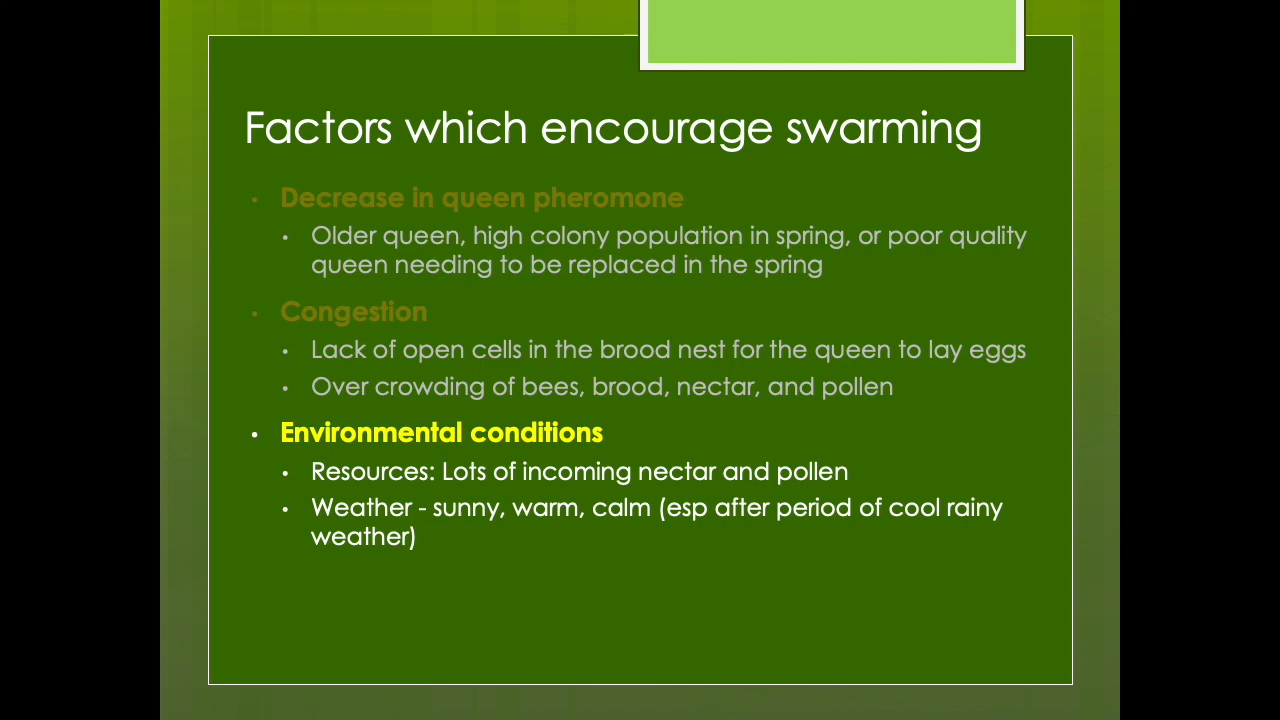 Factors which encourage swarming
• Decrease in queen pheromone
• Older queen, high colony population in spring, or poor quality
queen needing to be replaced in the spring
• Congestion
• Lack of open cells in the brood nest for the queen to lay eggs
• Over crowding of bees, brood, nectar, and pollen
• Environmental conditions
• Resources: Lots of incoming nectar and pollen
• Weather - sunny, warm, calm (esp after period of cool rainy
weather)